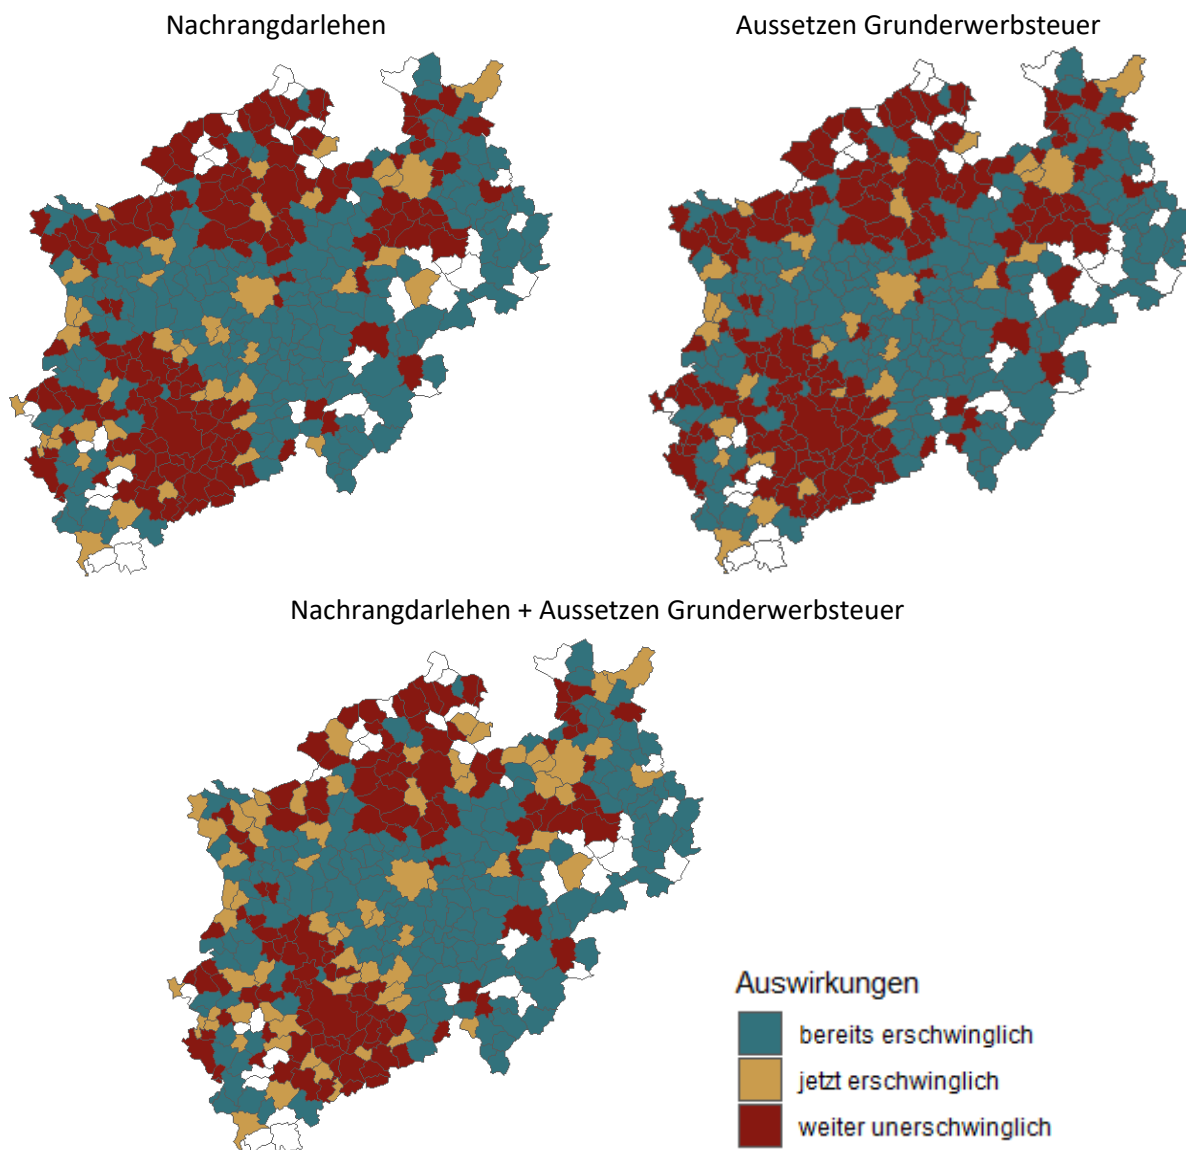 Nachrangdarlehen
Aussetzen Grunderwerbsteuer
Nachrangdarlehen + Aussetzen Grunderwerbsteuer
Auswirkungen
bereits erschwinglich
jetzt erschwinglich
weiter unerschwinglich